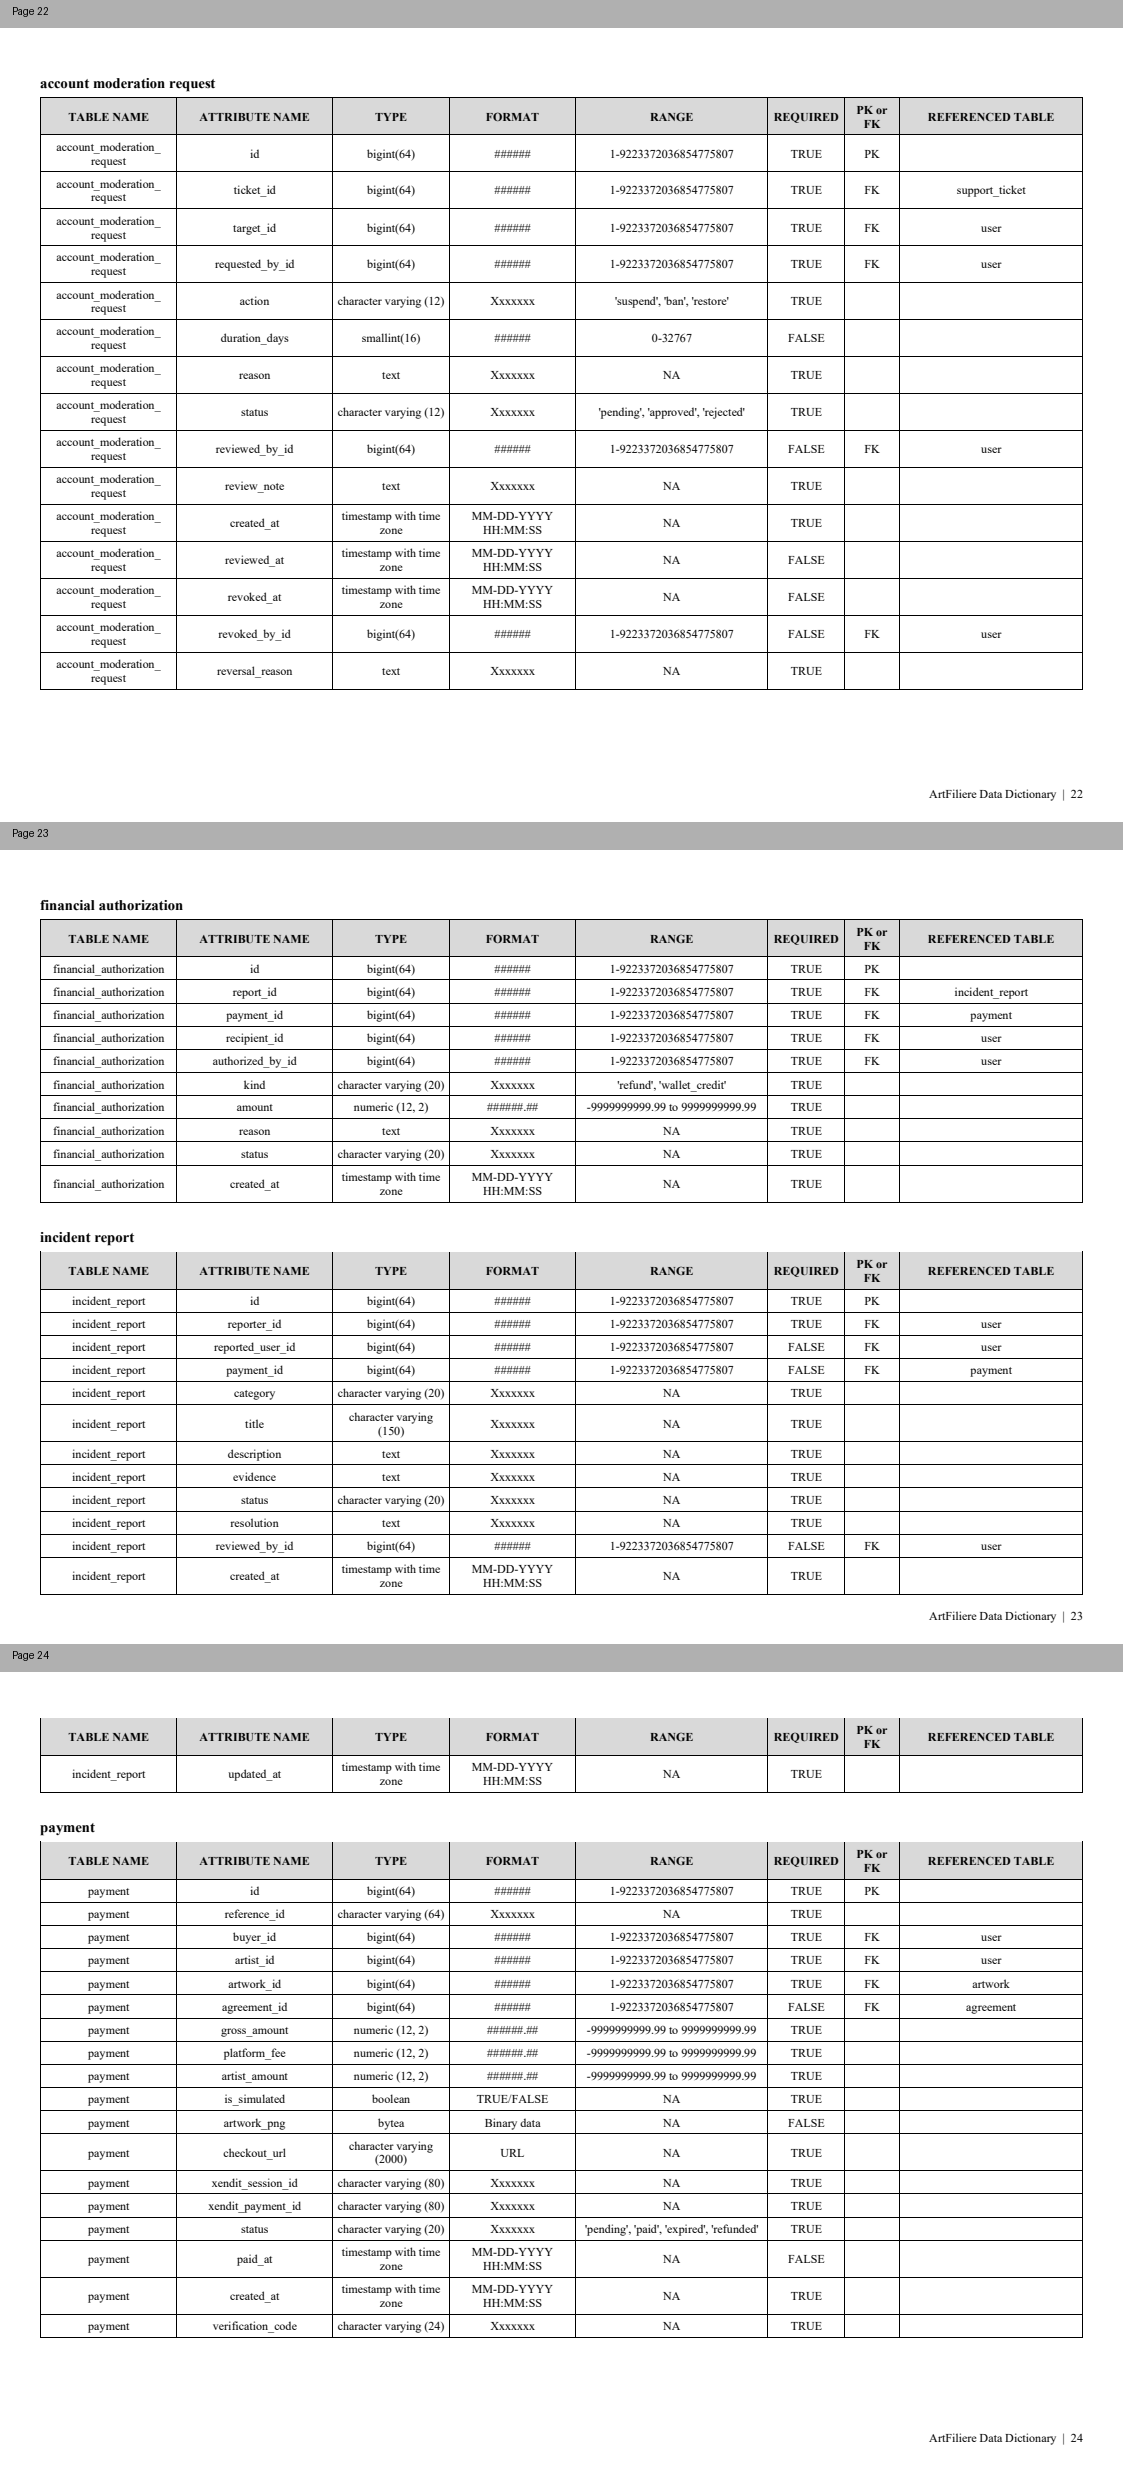 Page 22
account moderation request
TABLE NAME ATTRIBUTE NAME TYPE FORMAT RANGE REQUIRED PK or FK REFERENCED TABLE
account_moderation_request id bigint(64) ###### 1-9223372036854775807 TRUE PK
account_moderation_request ticket_id bigint(64) ###### 1-9223372036854775807 TRUE FK support_ticket
account_moderation_request target_id bigint(64) ###### 1-9223372036854775807 TRUE FK user
account_moderation_request requested_by_id bigint(64) ###### 1-9223372036854775807 TRUE FK user
account_moderation_request action character varying (12) Xxxxxxx 'suspend', 'ban', 'restore' TRUE
account_moderation_request duration_days smallint(16) ###### 0-32767 FALSE
account_moderation_request reason text Xxxxxxx NA TRUE
account_moderation_request status character varying (12) Xxxxxxx 'pending', 'approved', 'rejected' TRUE
account_moderation_request reviewed_by_id bigint(64) ###### 1-9223372036854775807 FALSE FK user
account_moderation_request review_note text Xxxxxxx NA TRUE
account_moderation_request created_at timestamp with time zone MM-DD-YYYY HH:MM:SS NA TRUE
account_moderation_request reviewed_at timestamp with time zone MM-DD-YYYY HH:MM:SS NA FALSE
account_moderation_request revoked_at timestamp with time zone MM-DD-YYYY HH:MM:SS NA FALSE
account_moderation_request revoked_by_id bigint(64) ###### 1-9223372036854775807 FALSE FK user
account_moderation_request reversal_reason text Xxxxxxx NA TRUE
ArtFiliere Data Dictionary | 22
Page 23
financial authorization
TABLE NAME ATTRIBUTE NAME TYPE FORMAT RANGE REQUIRED PK or FK REFERENCED TABLE
financial_authorization id bigint(64) ###### 1-9223372036854775807 TRUE PK
financial_authorization report_id bigint(64) ###### 1-9223372036854775807 TRUE FK incident_report
financial_authorization payment_id bigint(64) ###### 1-9223372036854775807 TRUE FK payment
financial_authorization recipient_id bigint(64) ###### 1-9223372036854775807 TRUE FK user
financial_authorization authorized_by_id bigint(64) ###### 1-9223372036854775807 TRUE FK user
financial_authorization kind character varying (20) Xxxxxxx 'refund', 'wallet_credit' TRUE
financial_authorization amount numeric (12, 2) ######.## -9999999999.99 to 9999999999.99 TRUE
financial_authorization reason text Xxxxxxx NA TRUE
financial_authorization status character varying (20) Xxxxxxx NA TRUE
financial_authorization created_at timestamp with time zone MM-DD-YYYY HH:MM:SS NA TRUE
incident report
TABLE NAME ATTRIBUTE NAME TYPE FORMAT RANGE REQUIRED PK or FK REFERENCED TABLE
incident_report id bigint(64) ###### 1-9223372036854775807 TRUE PK
incident_report reporter_id bigint(64) ###### 1-9223372036854775807 TRUE FK user
incident_report reported_user_id bigint(64) ###### 1-9223372036854775807 FALSE FK user
incident_report payment_id bigint(64) ###### 1-9223372036854775807 FALSE FK payment
incident_report category character varying (20) Xxxxxxx NA TRUE
incident_report title character varying (150) Xxxxxxx NA TRUE
incident_report description text Xxxxxxx NA TRUE
incident_report evidence text Xxxxxxx NA TRUE
incident_report status character varying (20) Xxxxxxx NA TRUE
incident_report resolution text Xxxxxxx NA TRUE
incident_report reviewed_by_id bigint(64) ###### 1-9223372036854775807 FALSE FK user
incident_report created_at timestamp with time zone MM-DD-YYYY HH:MM:SS NA TRUE
ArtFiliere Data Dictionary | 23
Page 24
TABLE NAME ATTRIBUTE NAME TYPE FORMAT RANGE REQUIRED PK or FK REFERENCED TABLE
incident_report updated_at timestamp with time zone MM-DD-YYYY HH:MM:SS NA TRUE
payment
TABLE NAME ATTRIBUTE NAME TYPE FORMAT RANGE REQUIRED PK or FK REFERENCED TABLE
payment id bigint(64) ###### 1-9223372036854775807 TRUE PK
payment reference_id character varying (64) Xxxxxxx NA TRUE
payment buyer_id bigint(64) ###### 1-9223372036854775807 TRUE FK user
payment artist_id bigint(64) ###### 1-9223372036854775807 TRUE FK user
payment artwork_id bigint(64) ###### 1-9223372036854775807 TRUE FK artwork
payment agreement_id bigint(64) ###### 1-9223372036854775807 FALSE FK agreement
payment gross_amount numeric (12, 2) ######.## -9999999999.99 to 9999999999.99 TRUE
payment platform_fee numeric (12, 2) ######.## -9999999999.99 to 9999999999.99 TRUE
payment artist_amount numeric (12, 2) ######.## -9999999999.99 to 9999999999.99 TRUE
payment is_simulated boolean TRUE/FALSE NA TRUE
payment artwork_png bytea Binary data NA FALSE
payment checkout_url character varying (2000) URL NA TRUE
payment xendit_session_id character varying (80) Xxxxxxx NA TRUE
payment xendit_payment_id character varying (80) Xxxxxxx NA TRUE
payment status character varying (20) Xxxxxxx 'pending', 'paid', 'expired', 'refunded' TRUE
payment paid_at timestamp with time zone MM-DD-YYYY HH:MM:SS NA FALSE
payment created_at timestamp with time zone MM-DD-YYYY HH:MM:SS NA TRUE
payment verification_code character varying (24) Xxxxxxx NA TRUE
ArtFiliere Data Dictionary | 24